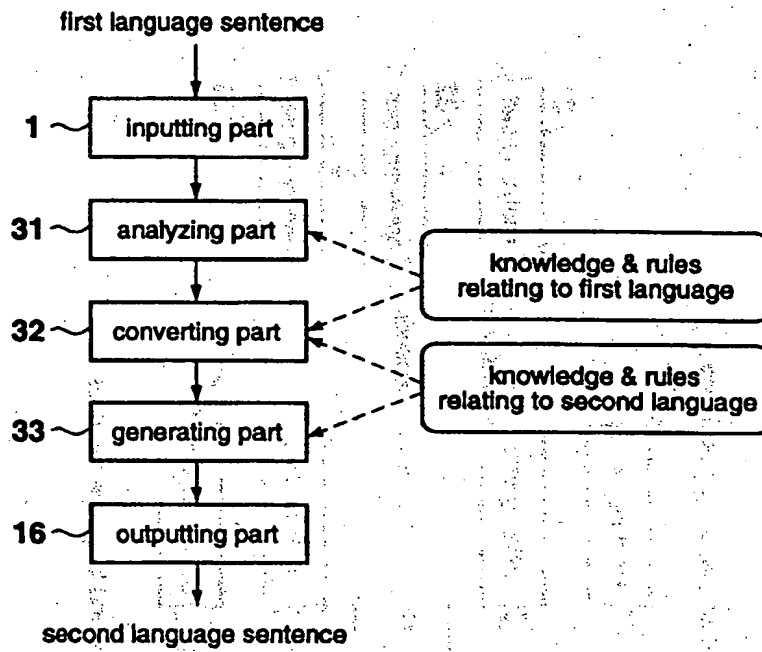 first language sentence
1 inputting part
31 analyzing part
knowledge & rules
relating to first language
32 converting part
knowledge & rules
relating to second language
33 generating part
16 outputting part
second language sentence